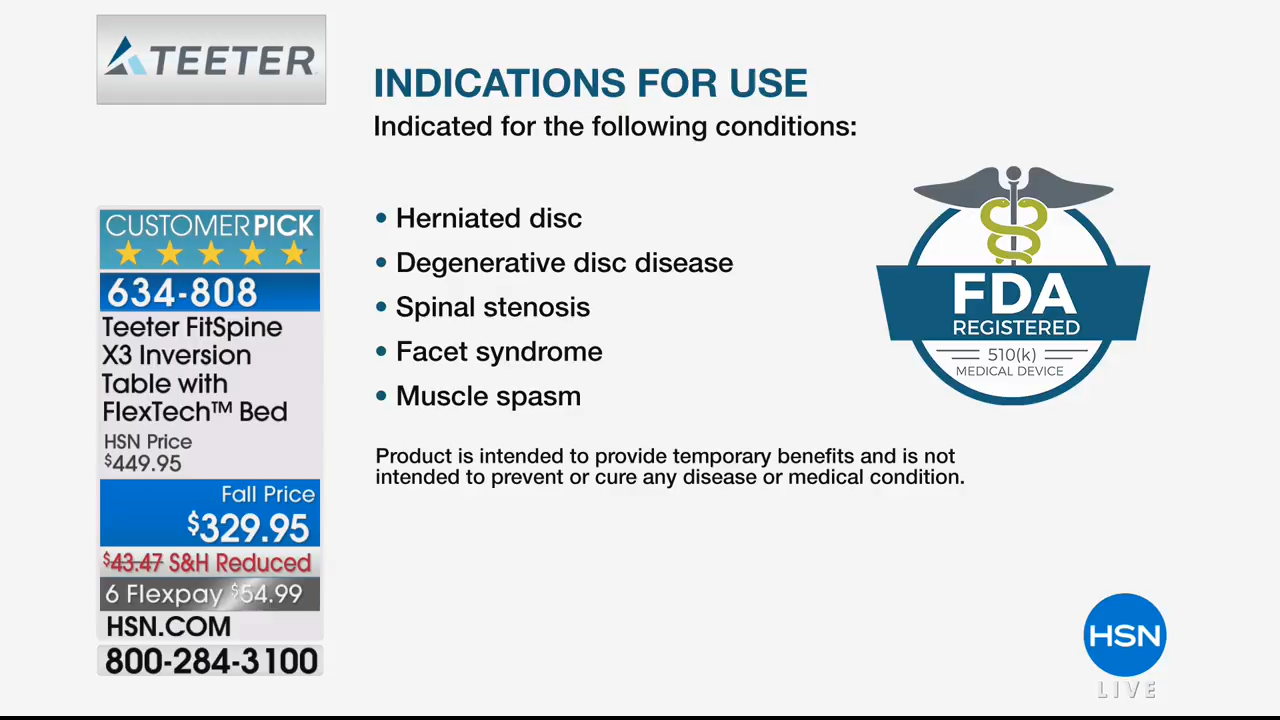 TEETER
INDICATIONS FOR USE
Indicated for the following conditions:
• Herniated disc
• Degenerative disc disease
• Spinal stenosis
• Facet syndrome
• Muscle spasm
Product is intended to provide temporary benefits and is not
intended to prevent or cure any disease or medical condition.
FDA
REGISTERED
510(k)
MEDICAL DEVICE
CUSTOMER PICK
634-808
Teeter FitSpine
X3 Inversion
Table with
FlexTech™ Bed
HSN Price
$449.95
Fall Price
$329.95
$43.47 S&H Reduced
6 Flexpay $54.99
HSN.COM
800-284-3100
HSN
LIVE